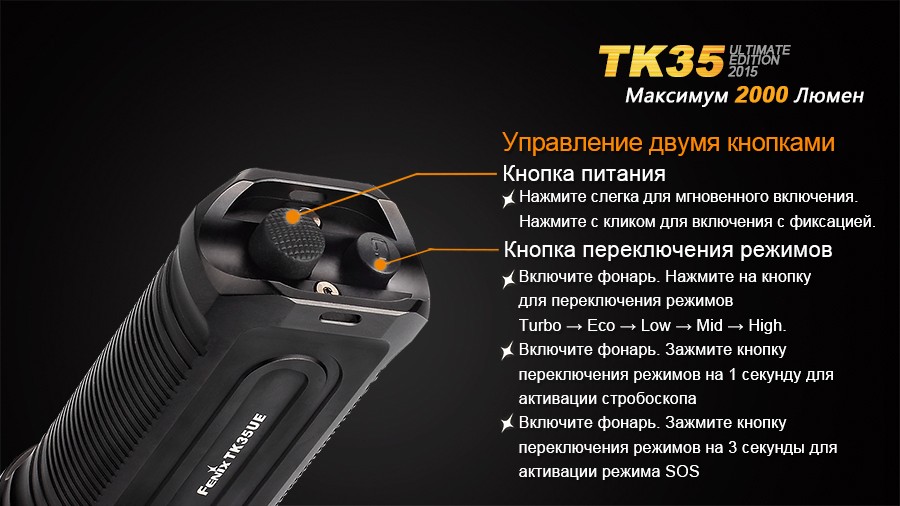 TK35 ULTIMATE
EDITION
2015
Максимум 2000 Люмен
Управление двумя кнопками
Кнопка питания
Нажмите слегка для мгновенного включения.
Нажмите с кликом для включения с фиксацией.
Кнопка переключения режимов
Включите фонарь. Нажмите на кнопку
для переключения режимов
Turbo → Eco → Low → Mid → High.
Включите фонарь. Зажмите кнопку
переключения режимов на 1 секунду для
активации стробоскопа
Включите фонарь. Зажмите кнопку
переключения режимов на 3 секунды для
активации режима SOS
FENIX TK35UE